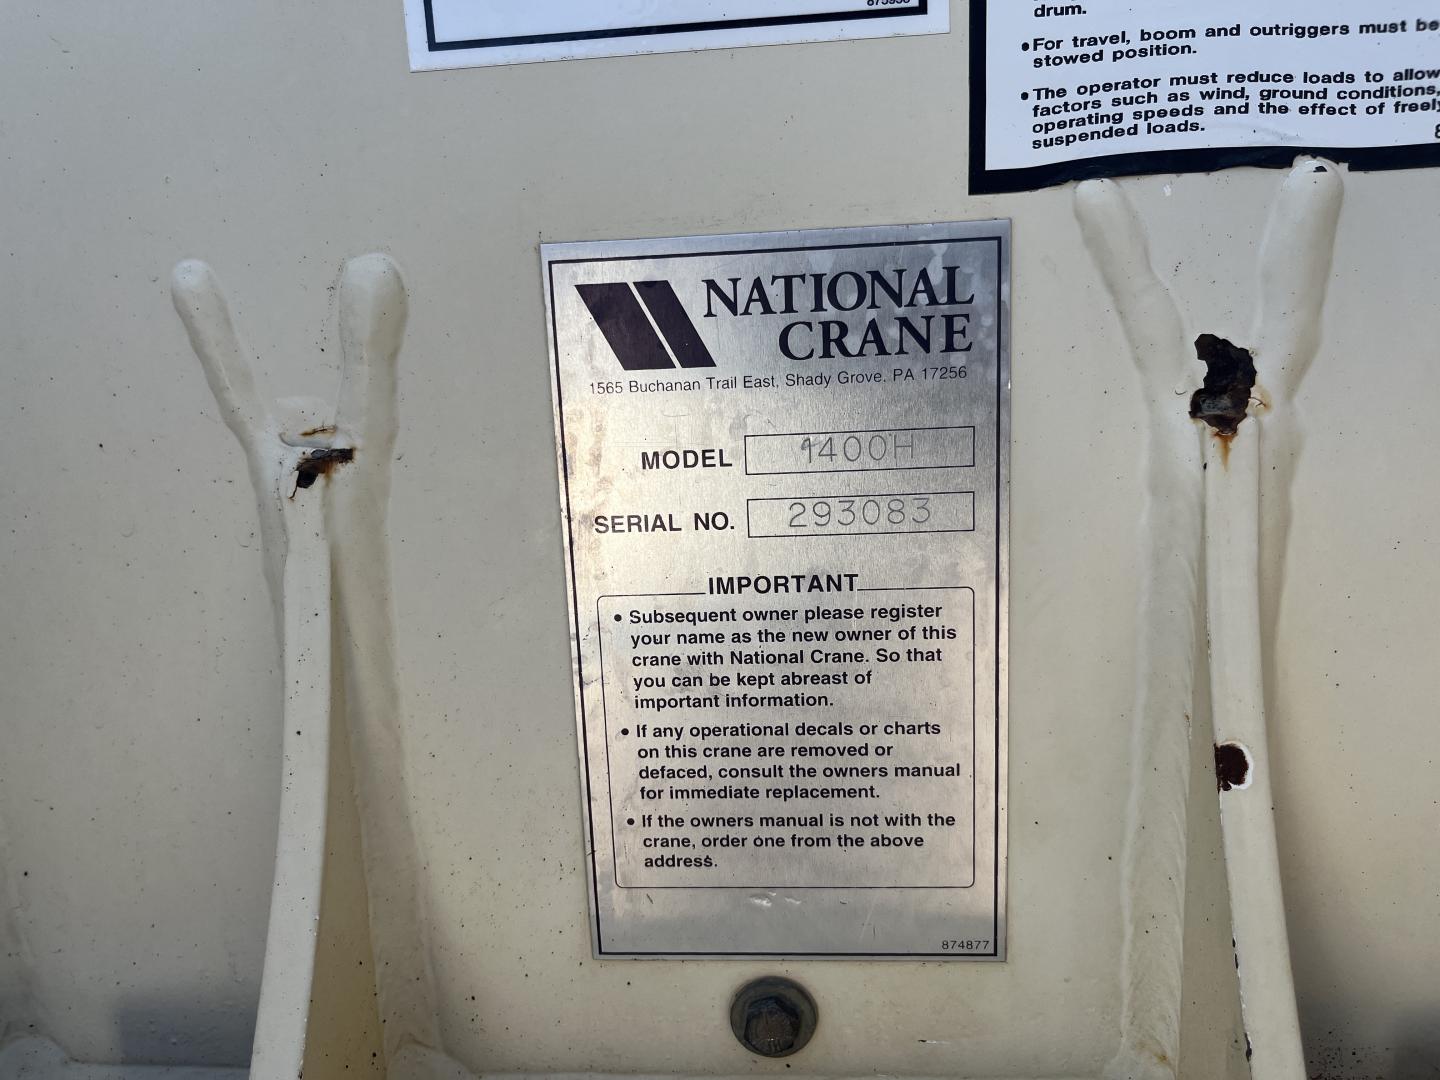 875956
drum.
•For travel, boom and outriggers must be
stowed position.
•The operator must reduce loads to allow
factors such as wind, ground conditions,
operating speeds and the effect of freely
suspended loads.
NATIONAL
CRANE
1565 Buchanan Trail East, Shady Grove, PA 17256
MODEL 1400H
SERIAL NO. 293083
IMPORTANT
• Subsequent owner please register
your name as the new owner of this
crane with National Crane. So that
you can be kept abreast of
important information.
• If any operational decals or charts
on this crane are removed or
defaced, consult the owners manual
for immediate replacement.
• If the owners manual is not with the
crane, order one from the above
address.
874877